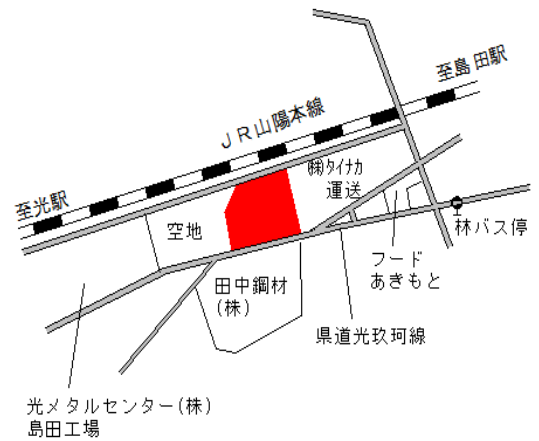 至島田駅
ＪＲ山陽本線
㈱タイナカ
運送
至光駅
空地
林バス停
フード
あきもと
田中鋼材
(株)
県道光玖珂線
光メタルセンター(株)
島田工場